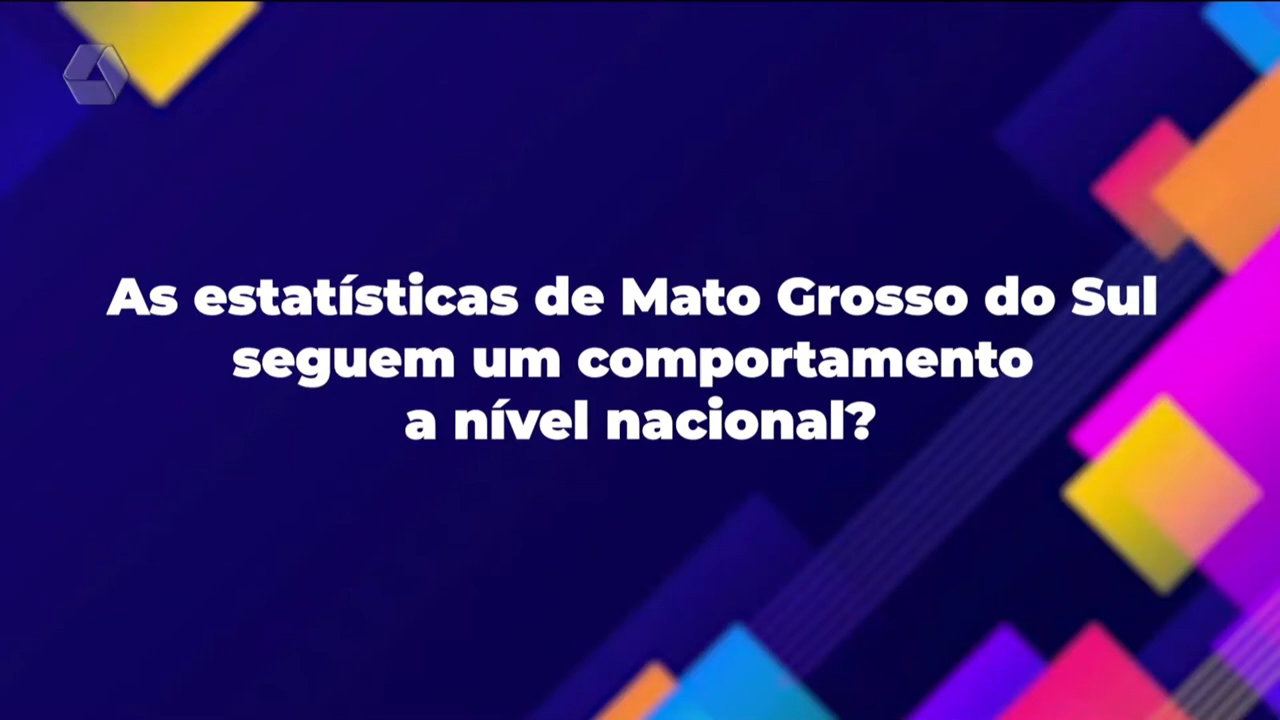 As estatísticas de Mato Grosso do Sul
seguem um comportamento
a nível nacional?